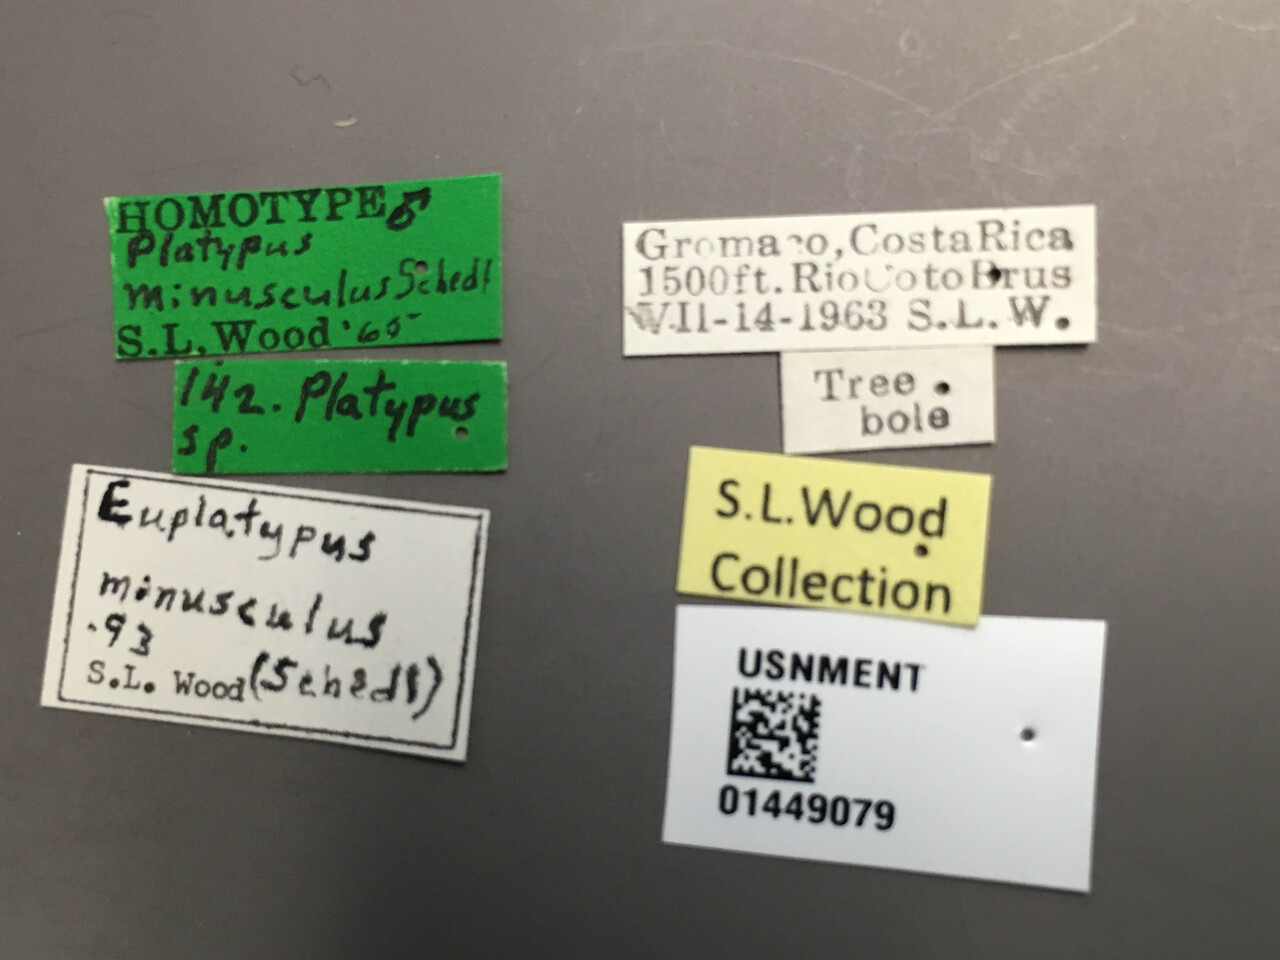 HOMOTYPE ♂
Platypus
minusculus Schedl
S.L. Wood '65
142. Platypus
sp.
Euplatypus
minusculus
'93
S.L. Wood (Schedl)
Costa Rica
1500ft. Rio Coto Brus
VII-14-1963 S.L.W.
Tree
bole
S.L.Wood
Collection
USNMENT
01449079